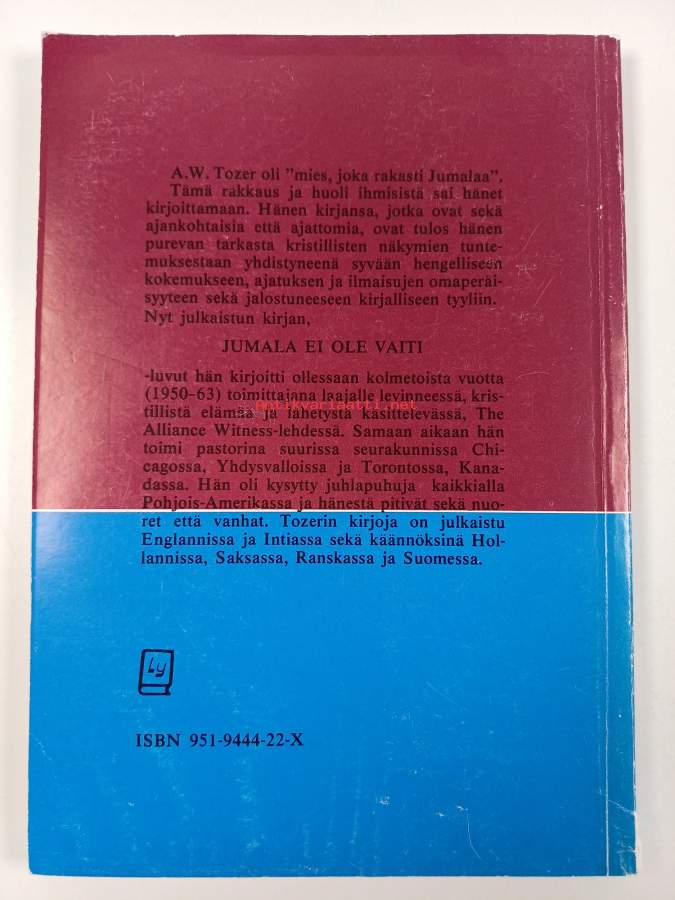 A.W. Tozer oli "mies, joka rakasti Jumalaa".
Tämä rakkaus ja huoli ihmisistä sai hänet
kirjoittamaan. Hänen kirjansa, jotka ovat sekä
ajankohtaisia että ajattomia, ovat tulos hänen
purevan tarkasta kristillisten näkymien tunte-
muksestaan yhdistyneenä syvään hengelliseen
kokemukseen, ajatuksen ja ilmaisujen omaperäi-
syyteen sekä jalostuneeseen kirjalliseen tyyliin.
Nyt julkaistun kirjan,
JUMALA EI OLE VAITI
-luvut hän kirjoitti ollessaan kolmetoista vuotta
(1950-63) toimittajana laajalle levinneessä, kris-
tillistä elämää ja lähetystä käsittelevässä, The
antikvariaatti.net
Alliance Witness-lehdessä. Samaan aikaan hän
toimi pastorina suurissa seurakunnissa Chi-
cagossa, Yhdysvalloissa ja Torontossa, Kana-
dassa. Hän oli kysytty juhlapuhuja kaikkialla
Pohjois-Amerikassa ja hänestä pitivät sekä nuo-
ret että vanhat. Tozerin kirjoja on julkaistu
Englannissa ja Intiassa sekä käännöksinä Hol-
lannissa, Saksassa, Ranskassa ja Suomessa.
Ly
ISBN 951-9444-22-X